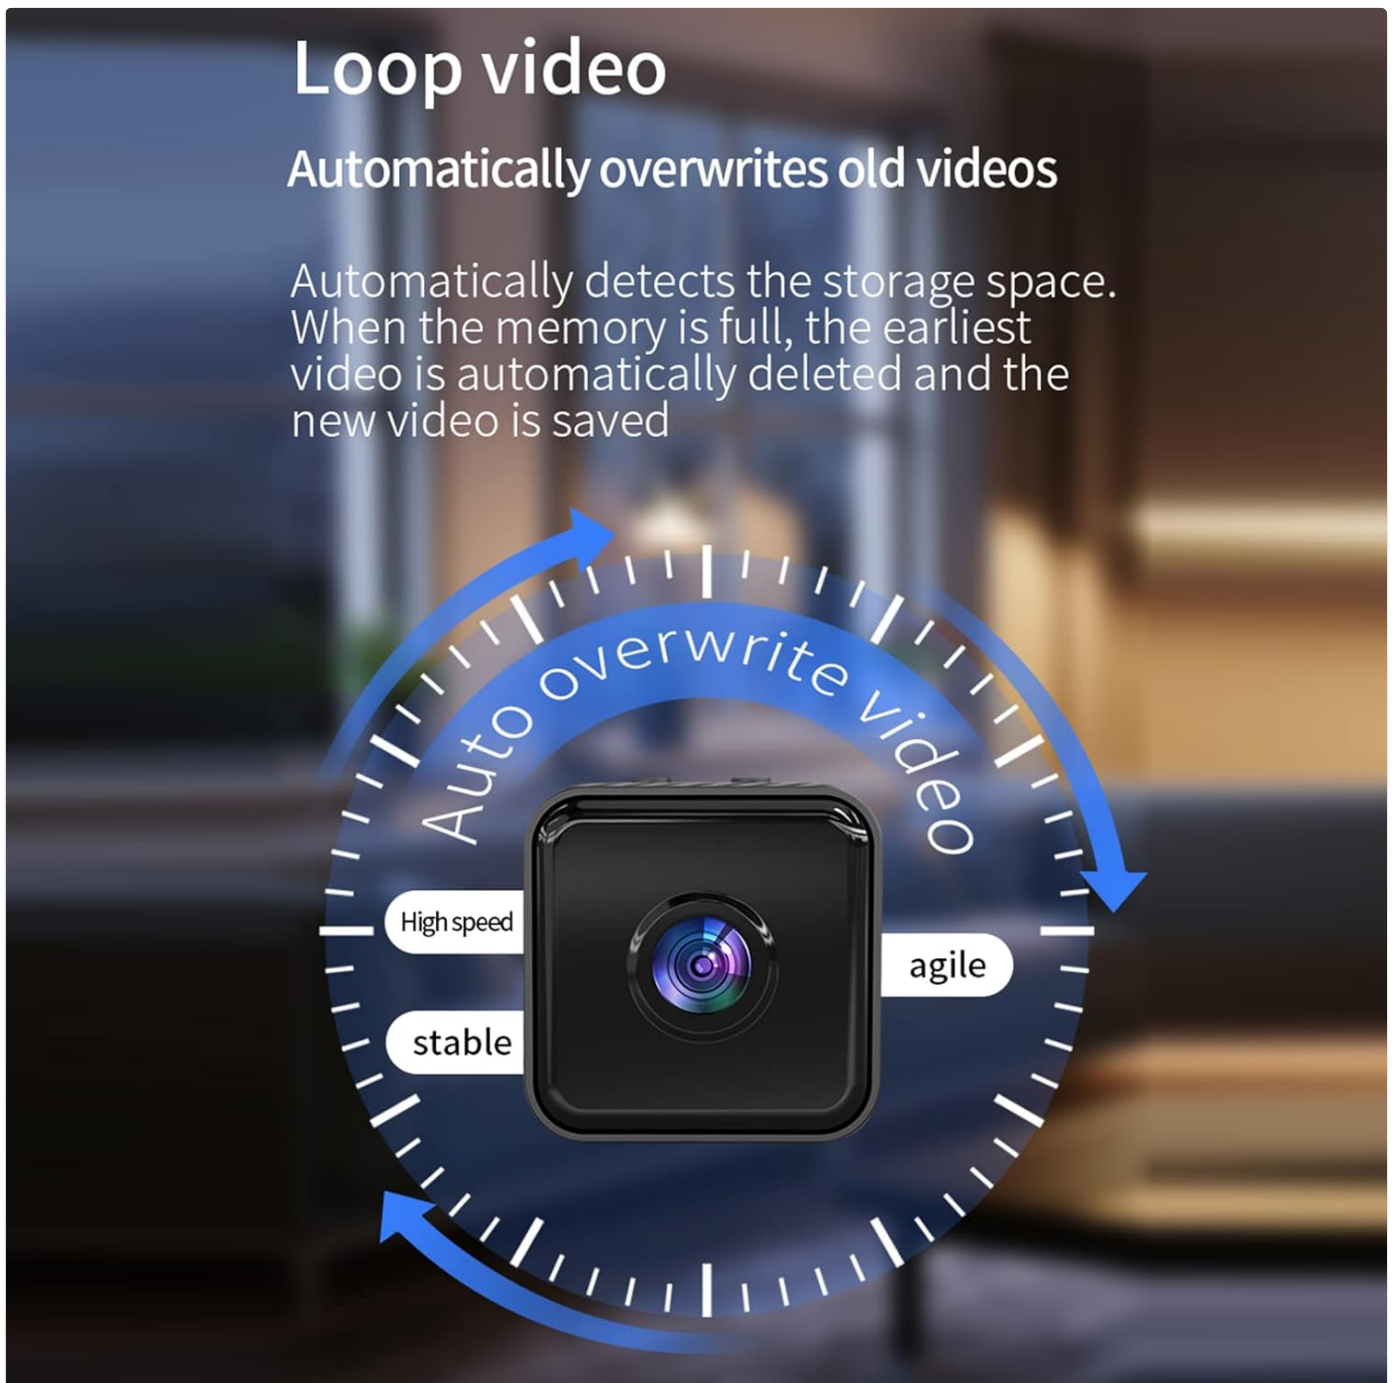 Loop video
Automatically overwrites old videos
Automatically detects the storage space.
When the memory is full, the earliest
video is automatically deleted and the
new video is saved
Auto overwrite video
High speed
agile
stable